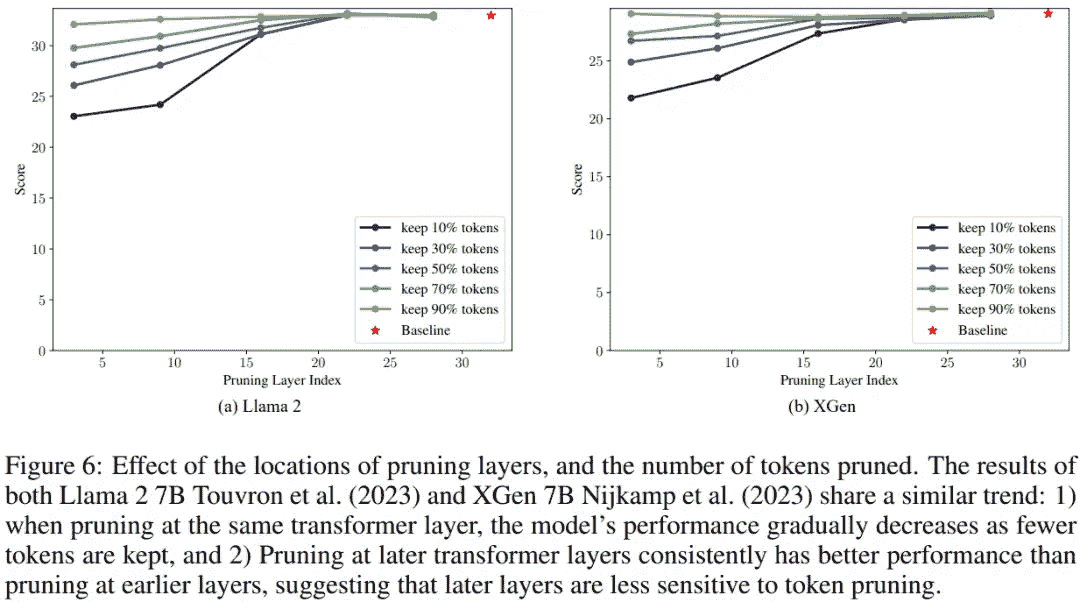 30
25
20
15
10
5
0
Score
5
10
15
20
25
30
Pruning Layer Index
keep 10% tokens
keep 30% tokens
keep 50% tokens
keep 70% tokens
keep 90% tokens
Baseline
(a) Llama 2
25
20
15
10
5
0
Score
5
10
15
20
25
30
Pruning Layer Index
keep 10% tokens
keep 30% tokens
keep 50% tokens
keep 70% tokens
keep 90% tokens
Baseline
(b) XGen
Figure 6: Effect of the locations of pruning layers, and the number of tokens pruned. The results of
both Llama 2 7B Touvron et al. (2023) and XGen 7B Nijkamp et al. (2023) share a similar trend: 1)
when pruning at the same transformer layer, the model's performance gradually decreases as fewer
tokens are kept, and 2) Pruning at later transformer layers consistently has better performance than
pruning at earlier layers, suggesting that later layers are less sensitive to token pruning.